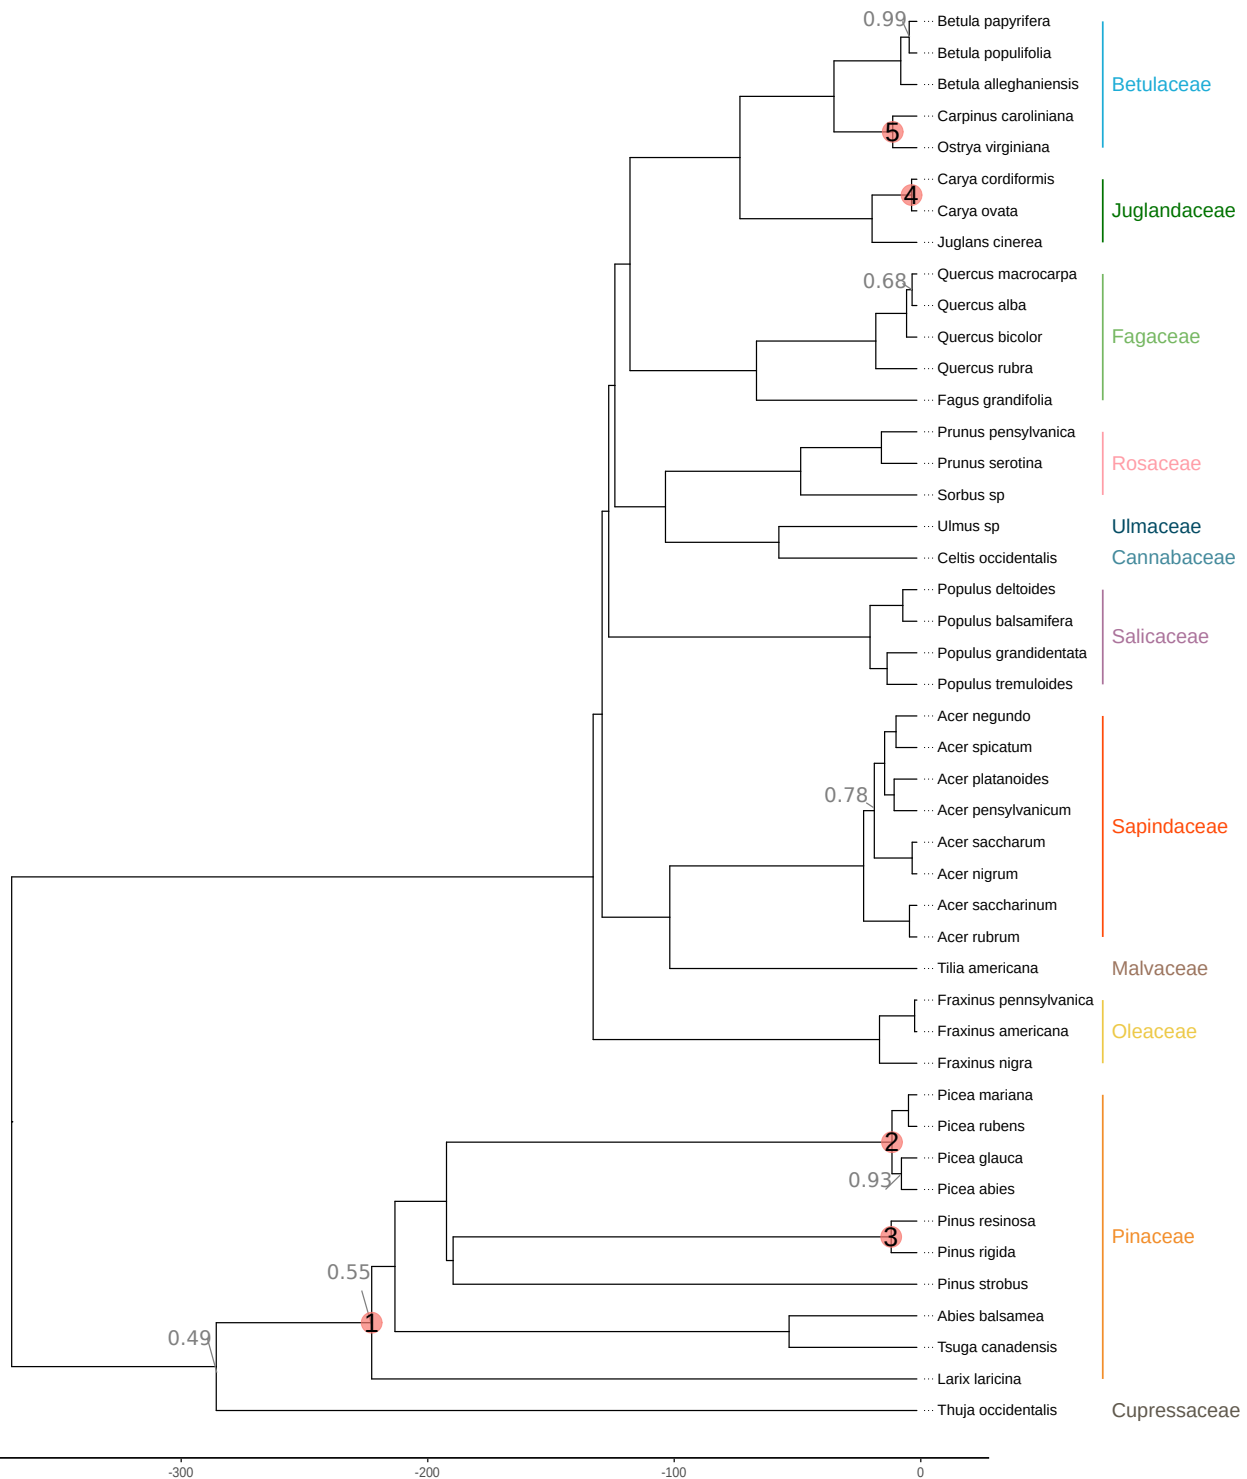 0.99
Betula papyrifera
Betula populifolia
Betula alleghaniensis
Betulaceae
Carpinus caroliniana
5
Ostrya virginiana
Carya cordiformis
4
Carya ovata
Juglandaceae
Juglans cinerea
Quercus macrocarpa
0.68
Quercus alba
Quercus bicolor
Fagaceae
Quercus rubra
Fagus grandifolia
Prunus pensylvanica
Prunus serotina
Rosaceae
Sorbus sp
Ulmus sp
Ulmaceae
Celtis occidentalis
Cannabaceae
Populus deltoides
Populus balsamifera
Salicaceae
Populus grandidentata
Populus tremuloides
Acer negundo
Acer spicatum
Acer platanoides
0.78
Acer pensylvanicum
Sapindaceae
Acer saccharum
Acer nigrum
Acer saccharinum
Acer rubrum
Tilia americana
Malvaceae
Fraxinus pennsylvanica
Fraxinus americana
Oleaceae
Fraxinus nigra
Picea mariana
Picea rubens
2
Picea glauca
0.93
Picea abies
Pinus resinosa
3
Pinaceae
Pinus rigida
0.55
Pinus strobus
Abies balsamea
1
0.49
Tsuga canadensis
Larix laricina
Thuja occidentalis
Cupressaceae
-300
-200
-100
0